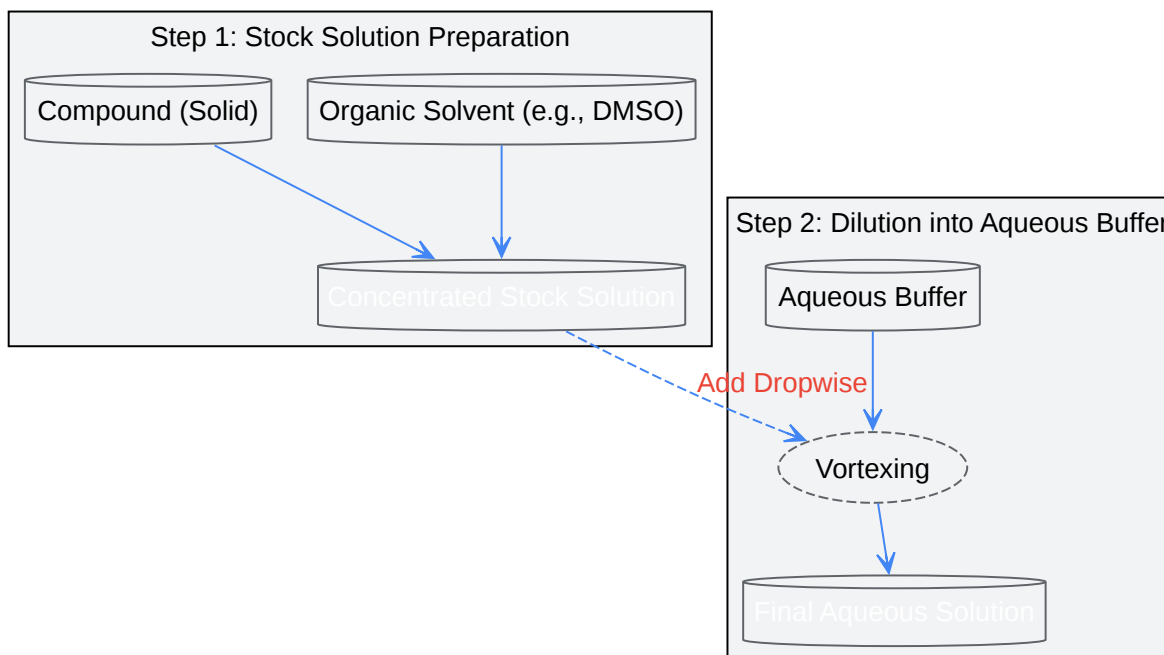 Step 1: Stock Solution Preparation
Compound (Solid)
Organic Solvent (e.g., DMSO)
Concentrated Stock Solution
Step 2: Dilution into Aqueous Buffer
Aqueous Buffer
Add Dropwise
Vortexing
Final Aqueous Solution